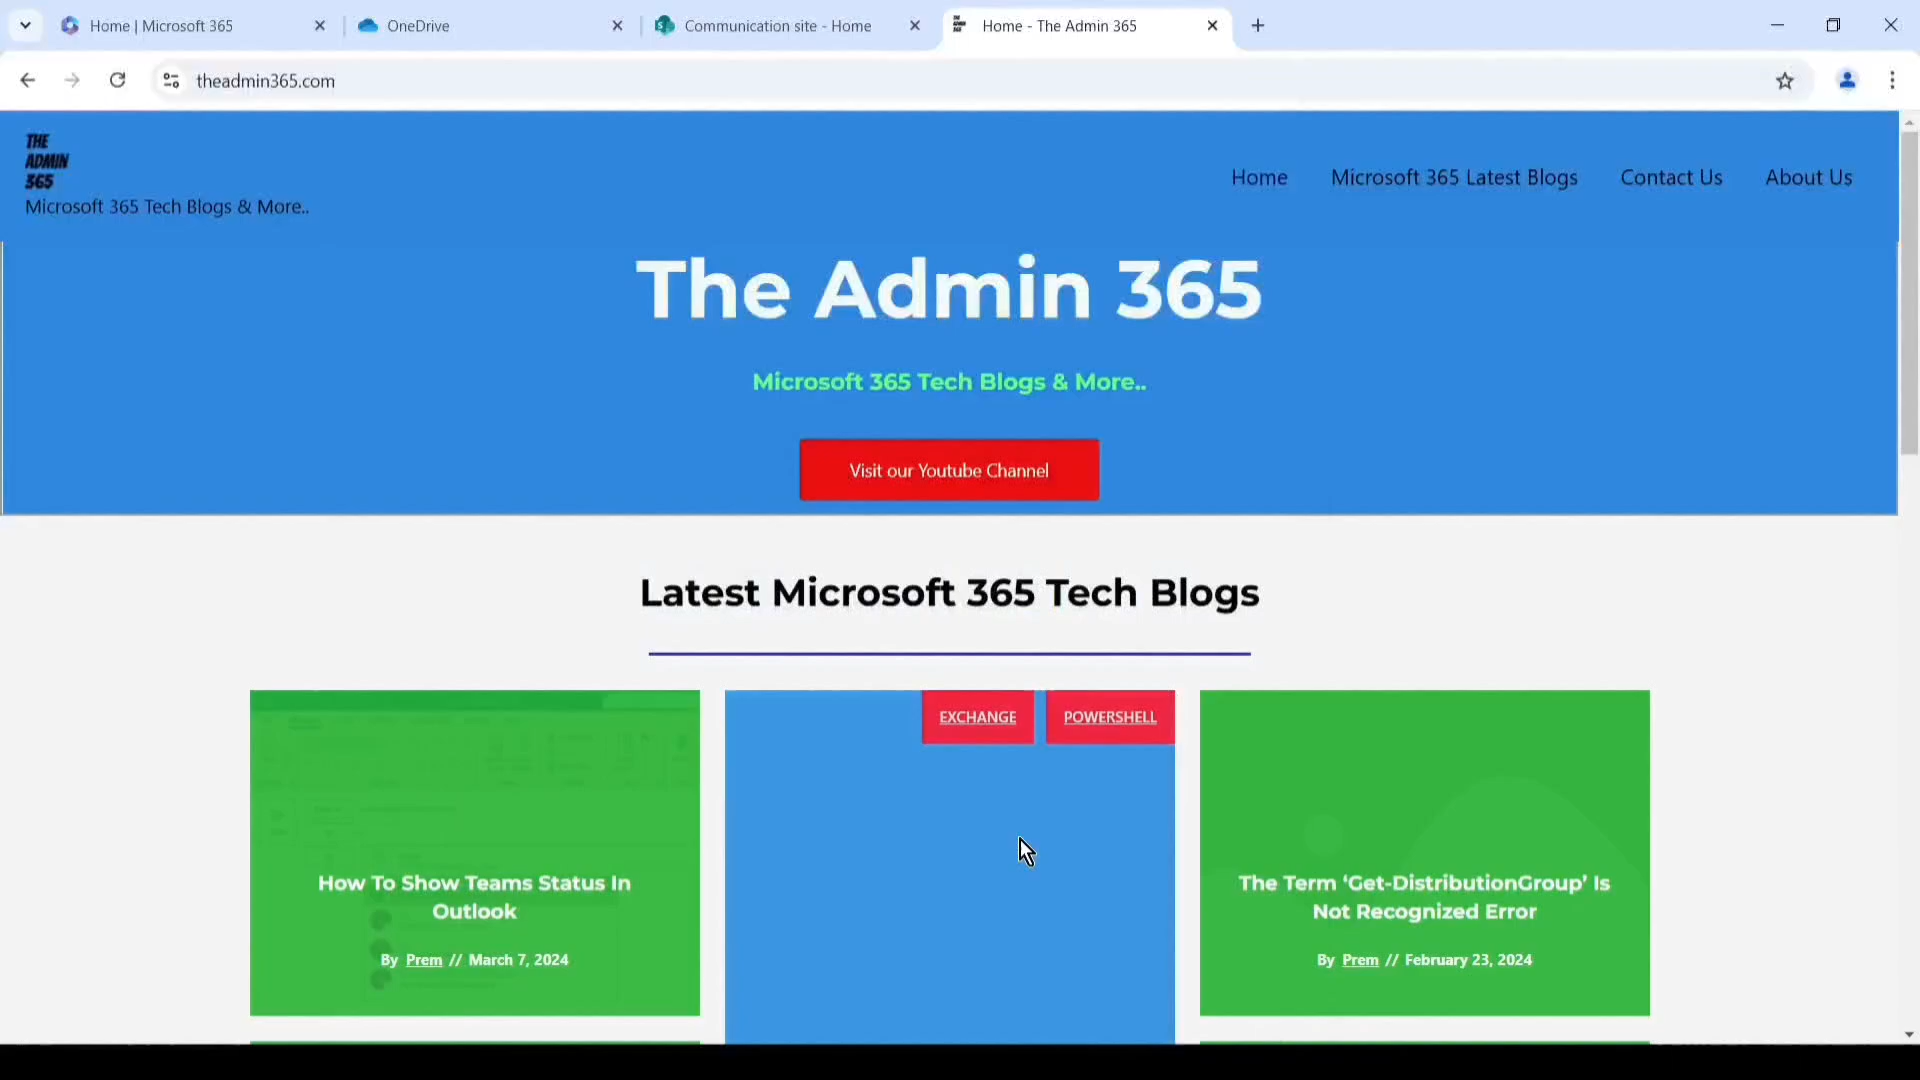 Home | Microsoft 365
OneDrive
Communication site - Home
Home - The Admin 365
theadmin365.com
THE
ADMIN
365
Microsoft 365 Tech Blogs & More..
Home
Microsoft 365 Latest Blogs
Contact Us
About Us
The Admin 365
Microsoft 365 Tech Blogs & More..
Visit our Youtube Channel
Latest Microsoft 365 Tech Blogs
EXCHANGE
POWERSHELL
How To Show Teams Status In
Outlook
By Prem // March 7, 2024
The Term ‘Get-DistributionGroup’ Is
Not Recognized Error
By Prem // February 23, 2024